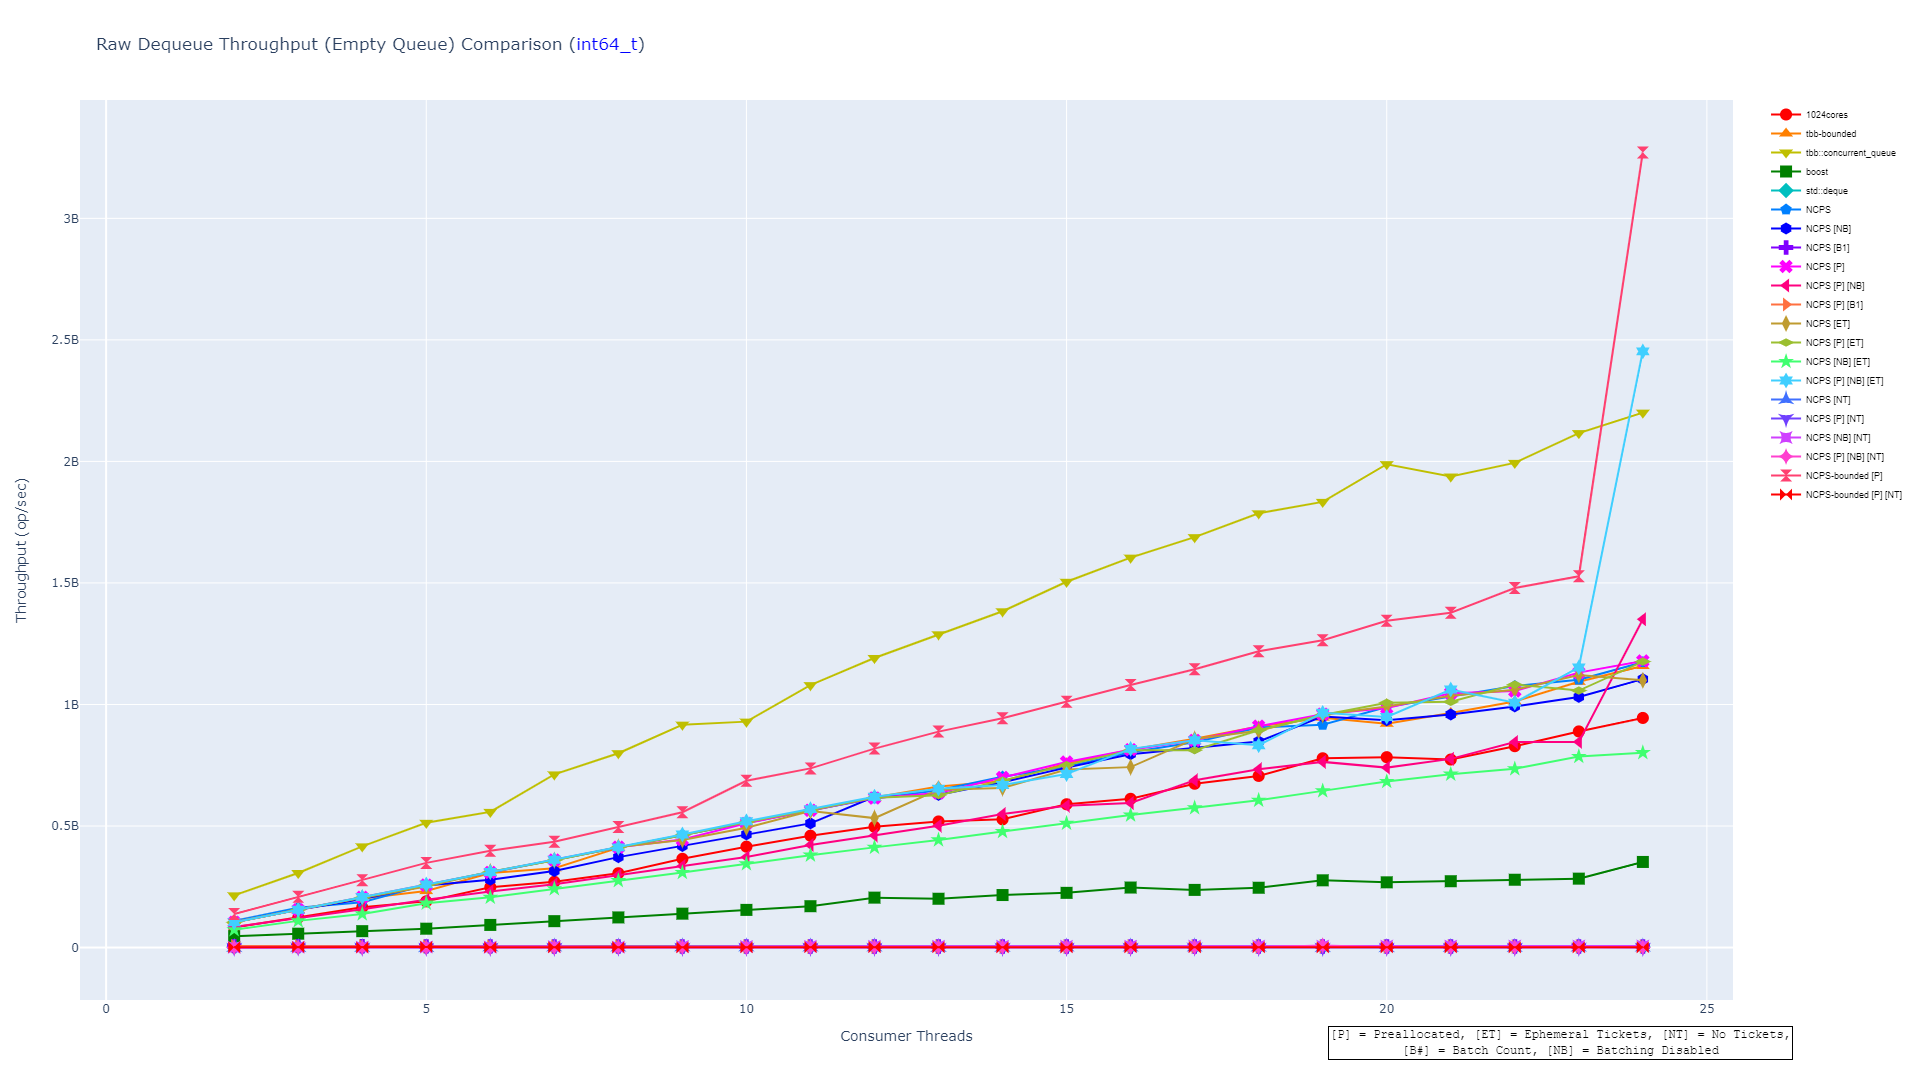 Raw Dequeue Throughput (Empty Queue) Comparison (int64_t)
Throughput (op/sec)
3B
2.5B
2B
1.5B
1B
0.5B
0
0
5
10
15
20
25
Consumer Threads
1024cores
tbb-bounded
tbb::concurrent_queue
boost
std::deque
NCPS
NCPS [NB]
NCPS [B1]
NCPS [P]
NCPS [P] [NB]
NCPS [P] [B1]
NCPS [ET]
NCPS [P] [ET]
NCPS [NB] [ET]
NCPS [P] [NB] [ET]
NCPS [NT]
NCPS [P] [NT]
NCPS [NB] [NT]
NCPS [P] [NB] [NT]
NCPS-bounded [P]
NCPS-bounded [P] [NT]
[P] = Preallocated, [ET] = Ephemeral Tickets, [NT] = No Tickets,
[B#] = Batch Count, [NB] = Batching Disabled